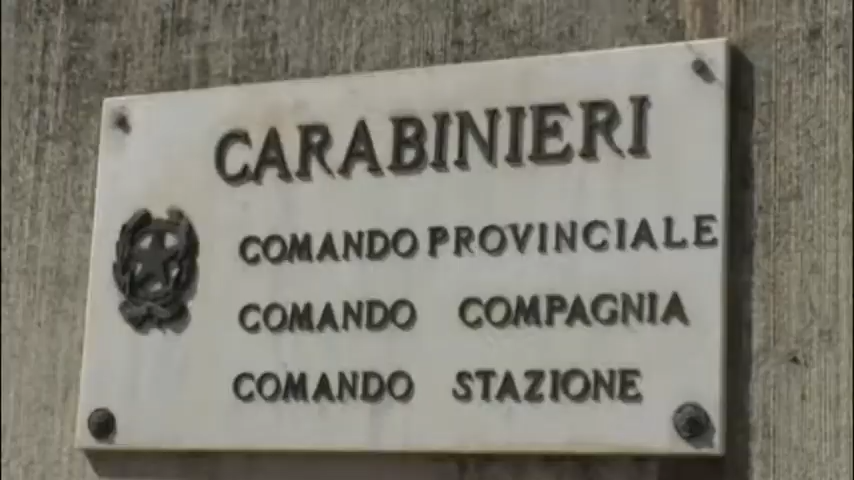 CARABINIERI
COMANDO PROVINCIALE
COMANDO COMPAGNIA
COMANDO STAZIONE